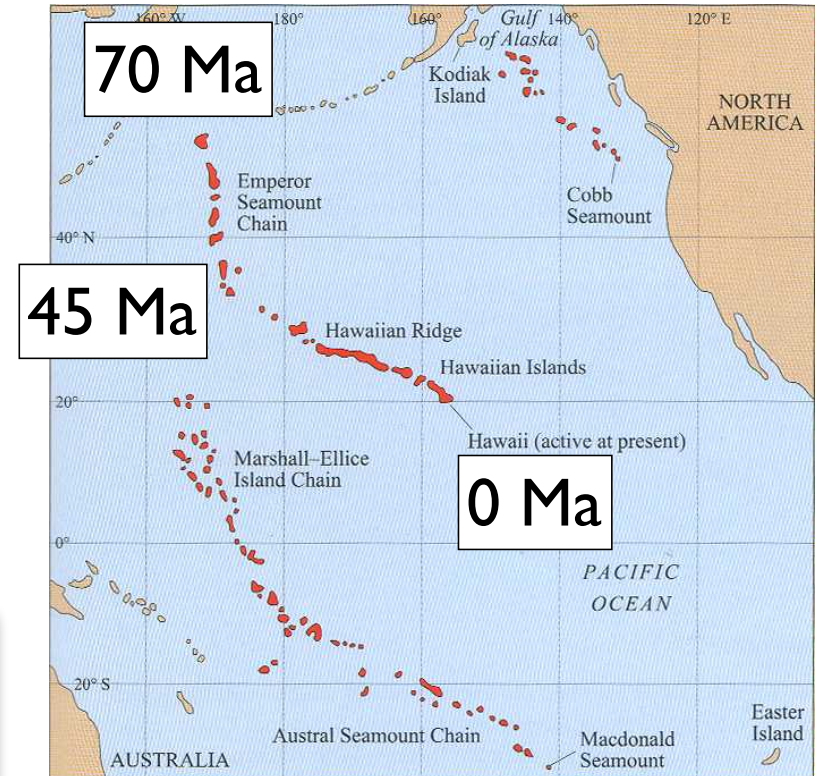 160° W
180°
160°
Gulf
of Alaska
140°
120° E
70 Ma
Kodiak
Island
NORTH
AMERICA
Emperor
Seamount
Chain
Cobb
Seamount
40° N
45 Ma
Hawaiian Ridge
Hawaiian Islands
20°
Hawaii (active at present)
Marshall–Ellice
Island Chain
0 Ma
0°
PACIFIC
OCEAN
20° S
Austral Seamount Chain
Macdonald
Seamount
Easter
Island
AUSTRALIA